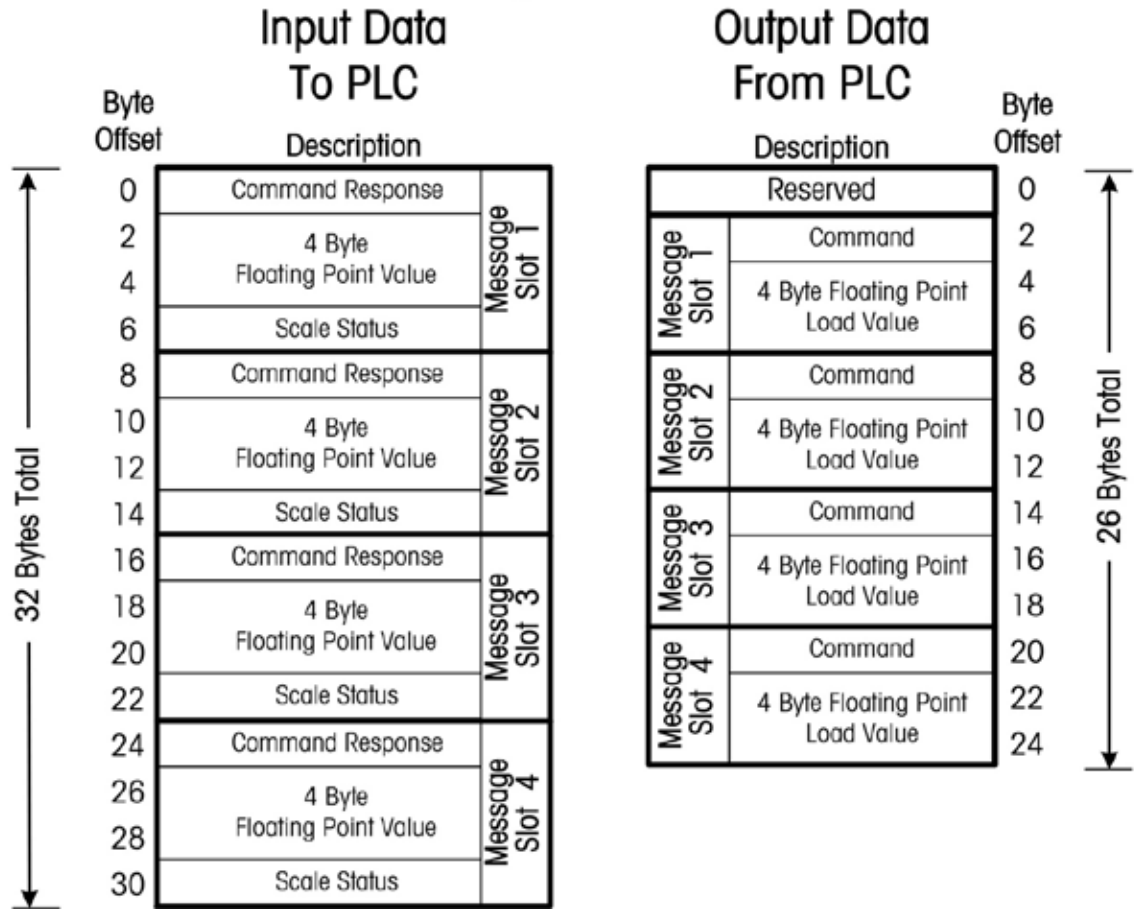 Input Data
To PLC
Byte
Offset
Description
0
Command Response
2
4 Byte
Floating Point Value
4
6
Scale Status
Message
Slot 1
8
Command Response
10
4 Byte
Floating Point Value
12
14
Scale Status
Message
Slot 2
16
Command Response
18
4 Byte
Floating Point Value
20
22
Scale Status
Message
Slot 3
24
Command Response
26
4 Byte
Floating Point Value
28
30
Scale Status
Message
Slot 4
32 Bytes Total
Output Data
From PLC
Byte
Offset
Description
Reserved
0
Message
Slot 1
Command
2
4 Byte Floating Point
Load Value
4
6
Message
Slot 2
Command
8
4 Byte Floating Point
Load Value
10
12
Message
Slot 3
Command
14
4 Byte Floating Point
Load Value
16
18
Message
Slot 4
Command
20
4 Byte Floating Point
Load Value
22
24
26 Bytes Total